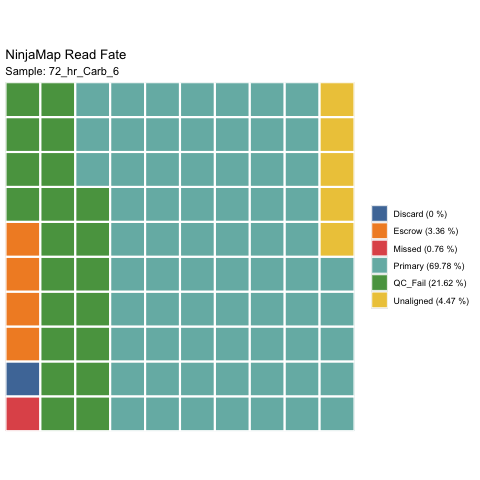 NinjaMap Read Fate
Sample: 72_hr_Carb_6
Discard (0 %)
Escrow (3.36 %)
Missed (0.76 %)
Primary (69.78 %)
QC_Fail (21.62 %)
Unaligned (4.47 %)